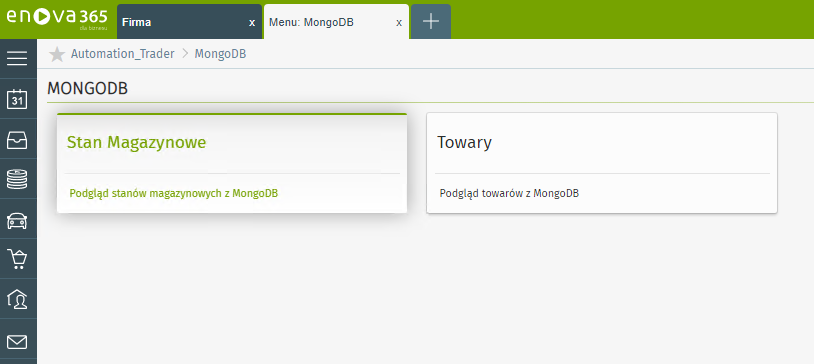 enova365
dla biznesu
Firma x
Menu: MongoDB x
Automation_Trader > MongoDB
31
MONGODB
Stan Magazynowe
Towary
Podgląd stanów magazynowych z MongoDB
Podgląd towarów z MongoDB